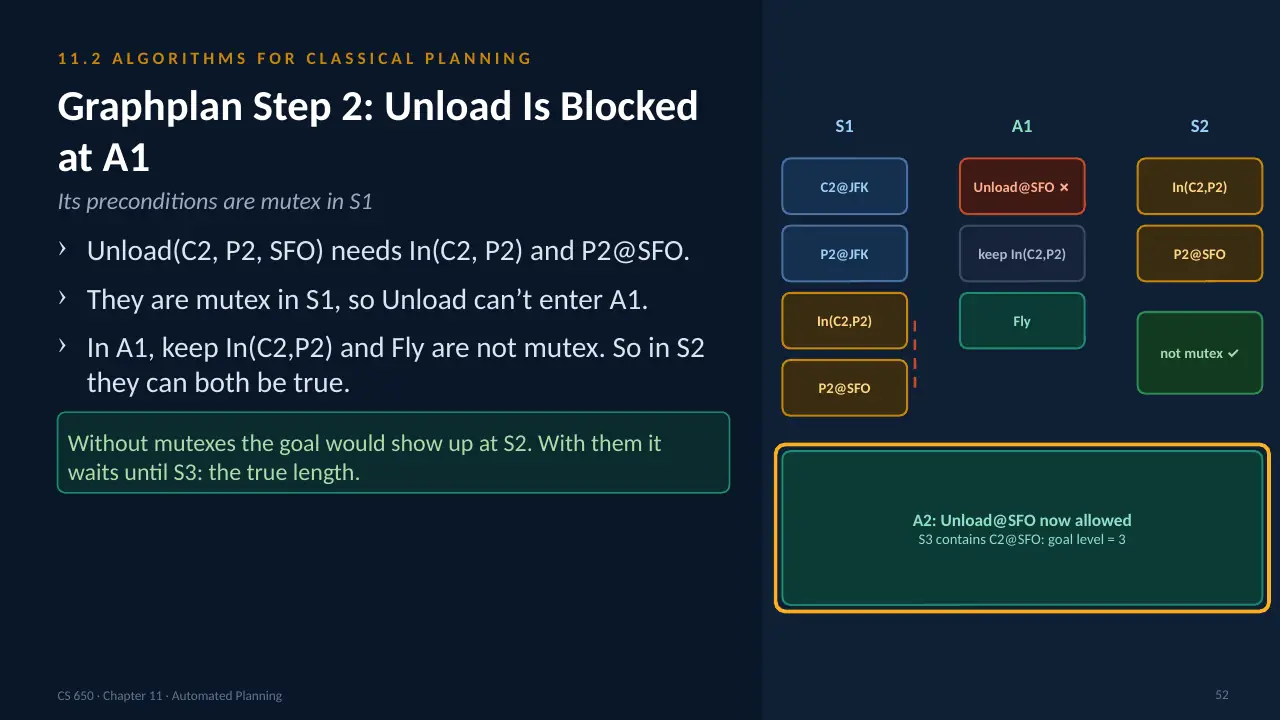 11.2 ALGORITHMS FOR CLASSICAL PLANNING
Graphplan Step 2: Unload Is Blocked
at A1
Its preconditions are mutex in S1
› Unload(C2, P2, SFO) needs In(C2, P2) and P2@SFO.
› They are mutex in S1, so Unload can’t enter A1.
› In A1, keep In(C2,P2) and Fly are not mutex. So in S2
they can both be true.
Without mutexes the goal would show up at S2. With them it
waits until S3: the true length.
S1
A1
S2
C2@JFK
Unload@SFO ×
In(C2,P2)
P2@JFK
keep In(C2,P2)
P2@SFO
In(C2,P2)
Fly
not mutex ✓
P2@SFO
A2: Unload@SFO now allowed
S3 contains C2@SFO: goal level = 3
CS 650 · Chapter 11 · Automated Planning
52